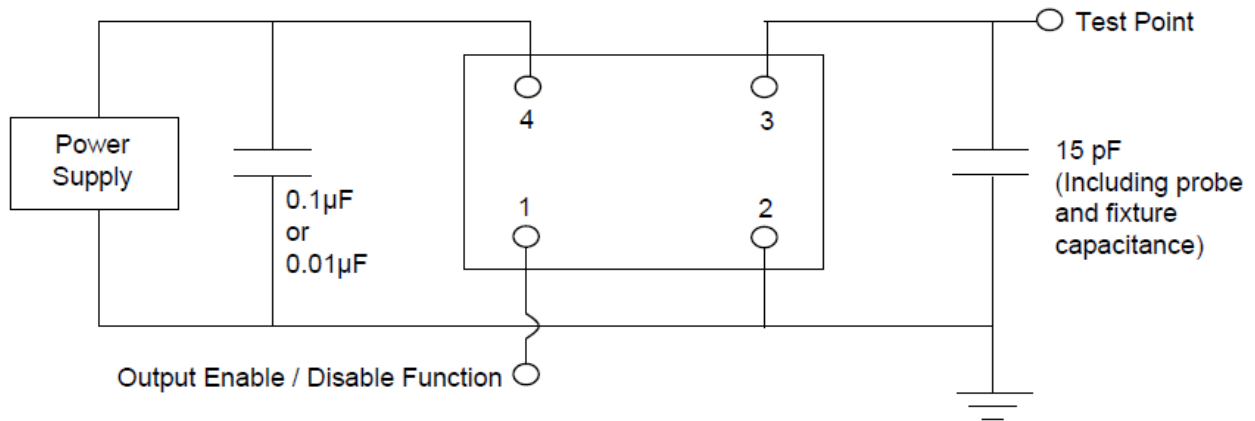 Test Point
4
3
Power
Supply
15 pF
(Including probe
and fixture
capacitance)
0.1µF
or
0.01µF
1
2
Output Enable / Disable Function